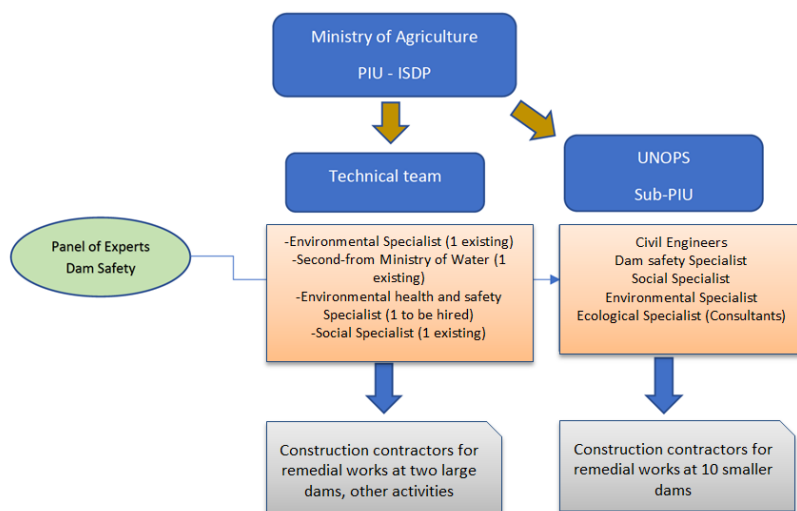 Ministry of Agriculture
PIU - ISDP
Technical team
UNOPS
Sub-PIU
Panel of Experts
Dam Safety
-Environmental Specialist (1 existing)
-Second-from Ministry of Water (1
existing)
-Environmental health and safety
Specialist (1 to be hired)
-Social Specialist (1 existing)
Civil Engineers
Dam safety Specialist
Social Specialist
Environmental Specialist
Ecological Specialist (Consultants)
Construction contractors for
remedial works at two large
dams, other activities
Construction contractors for
remedial works at 10 smaller
dams